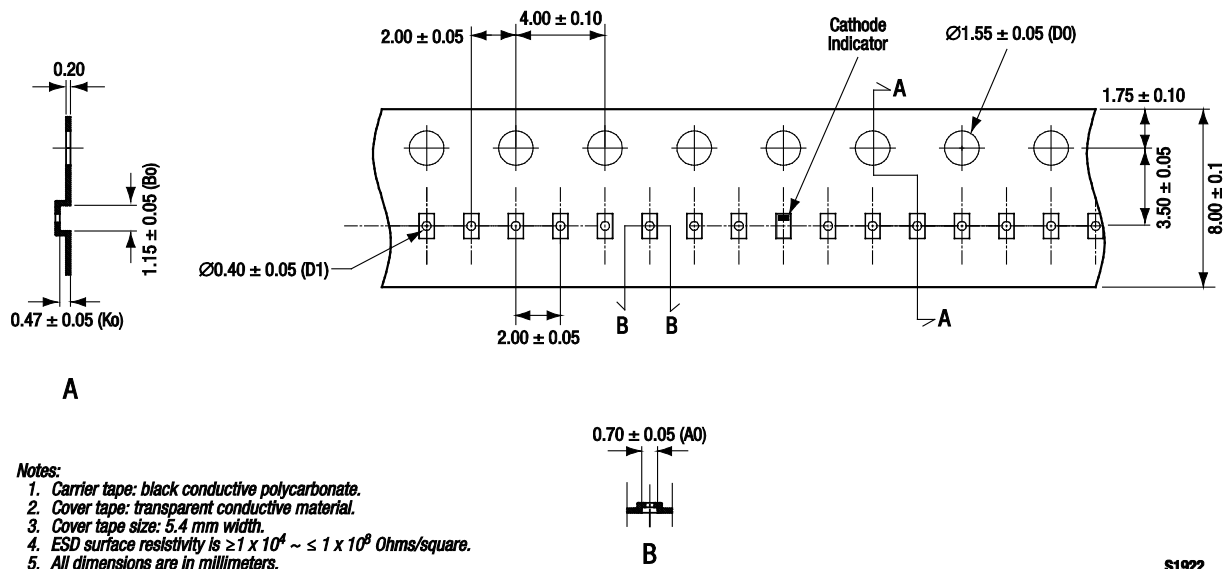 4.00 ± 0.10
2.00 ± 0.05
Cathode
Indicator
Ø1.55 ± 0.05 (D0)
0.20
A
1.75 ± 0.10
1.15 ± 0.05 (Bo)
3.50 ± 0.05
8.00 ± 0.1
Ø0.40 ± 0.05 (D1)
0.47 ± 0.05 (Ko)
B B
A
2.00 ± 0.05
A
0.70 ± 0.05 (A0)
Notes:
1. Carrier tape: black conductive polycarbonate.
2. Cover tape: transparent conductive material.
3. Cover tape size: 5.4 mm width.
4. ESD surface resistivity is ≥1 x 10⁴ ~ ≤ 1 x 10⁸ Ohms/square.
5. All dimensions are in millimeters.
B
S1922